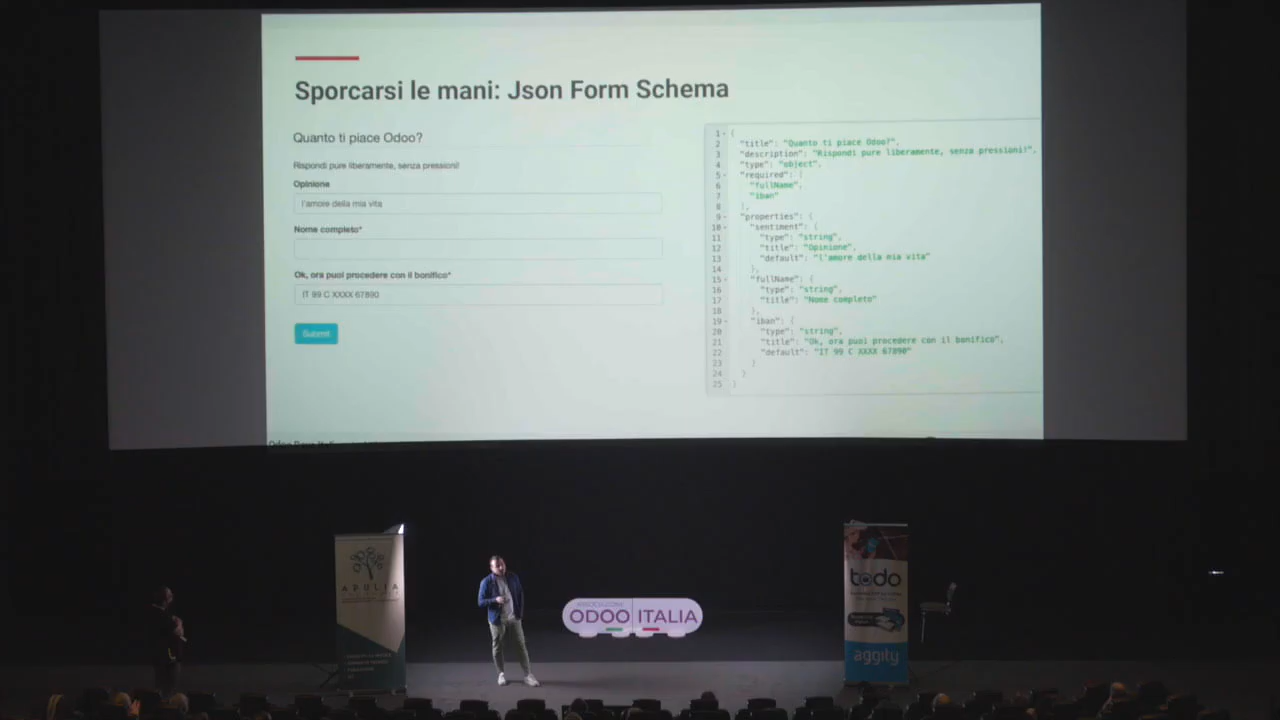 Sporcarsi le mani: Json Form Schema
Quanto ti piace Odoo?
Rispondi pure liberamente, senza pressioni!
Opinione
l'amore della mia vita
Nome completo*
Ok, ora puoi procedere con il bonifico*
IT 99 C XXXX 67890
Submit
1 {
2 "title": "Quanto ti piace Odoo?",
3 "description": "Rispondi pure liberamente, senza pressioni!",
4 "type": "object",
5 "required": [
6 "fullName",
7 "iban"
8 ],
9 "properties": {
10 "sentiment": {
11 "type": "string",
12 "title": "Opinione",
13 "default": "l'amore della mia vita"
14 },
15 "fullName": {
16 "type": "string",
17 "title": "Nome completo"
18 },
19 "iban": {
20 "type": "string",
21 "title": "Ok, ora puoi procedere con il bonifico",
22 "default": "IT 99 C XXXX 67890"
23 }
24 }
25 }
APULIA
ASSOCIAZIONE
ODOO ITALIA
todo
aggity